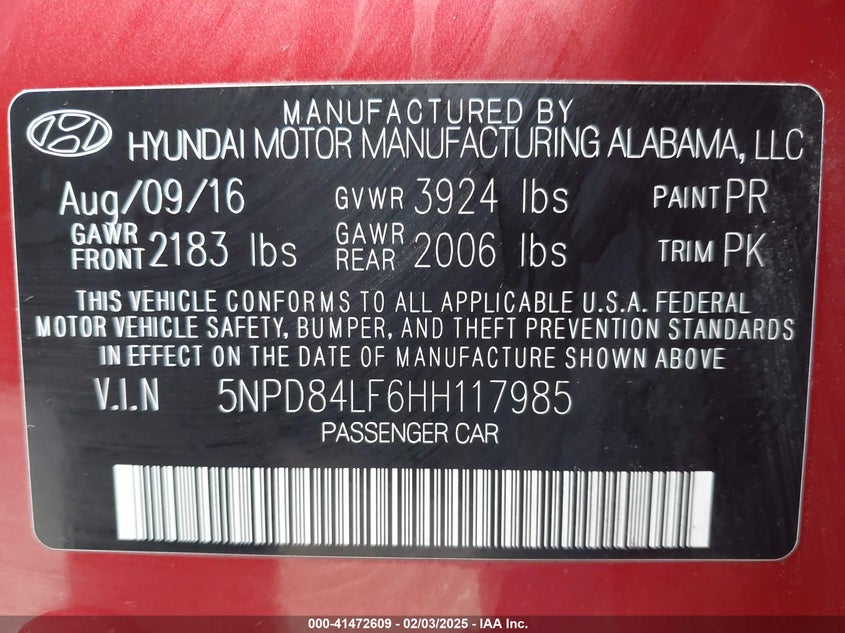 MANUFACTURED BY
HYUNDAI MOTOR MANUFACTURING ALABAMA, LLC
Aug/09/16 GVWR 3924 lbs PAINT PR
GAWR FRONT 2183 lbs GAWR REAR 2006 lbs TRIM PK
THIS VEHICLE CONFORMS TO ALL APPLICABLE U.S.A. FEDERAL
MOTOR VEHICLE SAFETY, BUMPER, AND THEFT PREVENTION STANDARDS
IN EFFECT ON THE DATE OF MANUFACTURE SHOWN ABOVE
V.I.N 5NPD84LF6HH117985
PASSENGER CAR
000-41472609 - 02/03/2025 - IAA Inc.